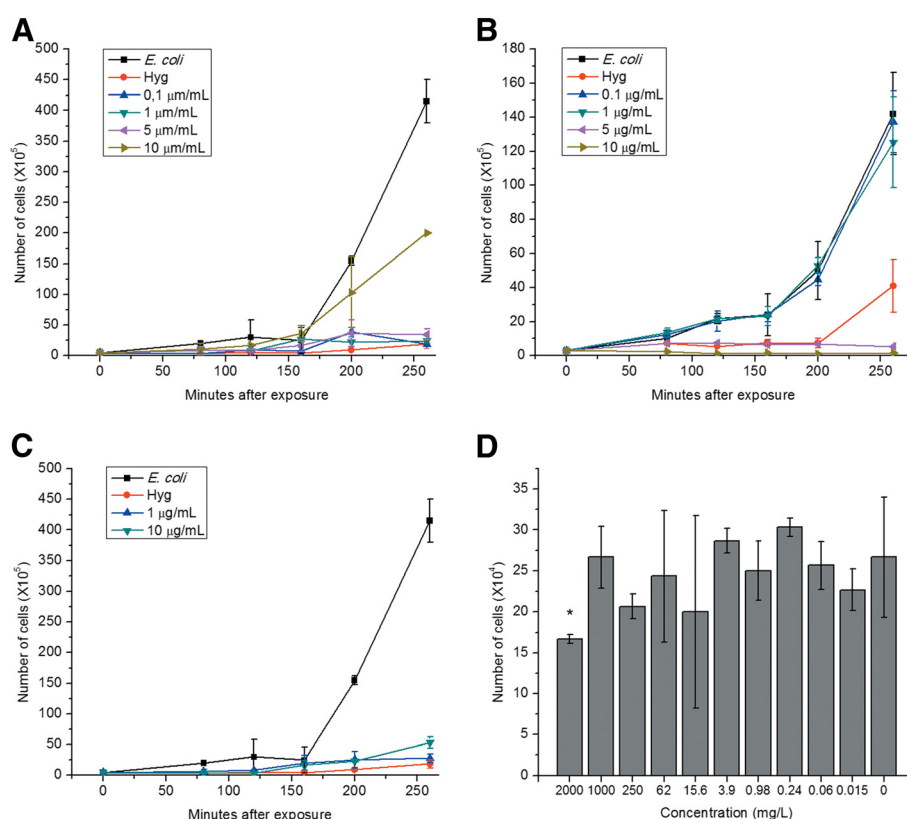 A
500
450
400
350
300
250
200
150
100
50
0
Number of cells (X10⁵)
E. coli
Hyg
0,1 μm/mL
1 μm/mL
5 μm/mL
10 μm/mL
0 50 100 150 200 250
Minutes after exposure
B
180
160
140
120
100
80
60
40
20
0
Number of cells (X10⁵)
E. coli
Hyg
0.1 μg/mL
1 μg/mL
5 μg/mL
10 μg/mL
0 50 100 150 200 250
Minutes after exposure
C
500
450
400
350
300
250
200
150
100
50
0
Number of cells (X10⁵)
E. coli
Hyg
1 μg/mL
10 μg/mL
0 50 100 150 200 250
Minutes after exposure
D
35
30
25
20
15
10
5
0
Number of cells (X10⁴)
*
2000 1000 250 62 15.6 3.9 0.98 0.24 0.06 0.015 0
Concentration (mg/L)